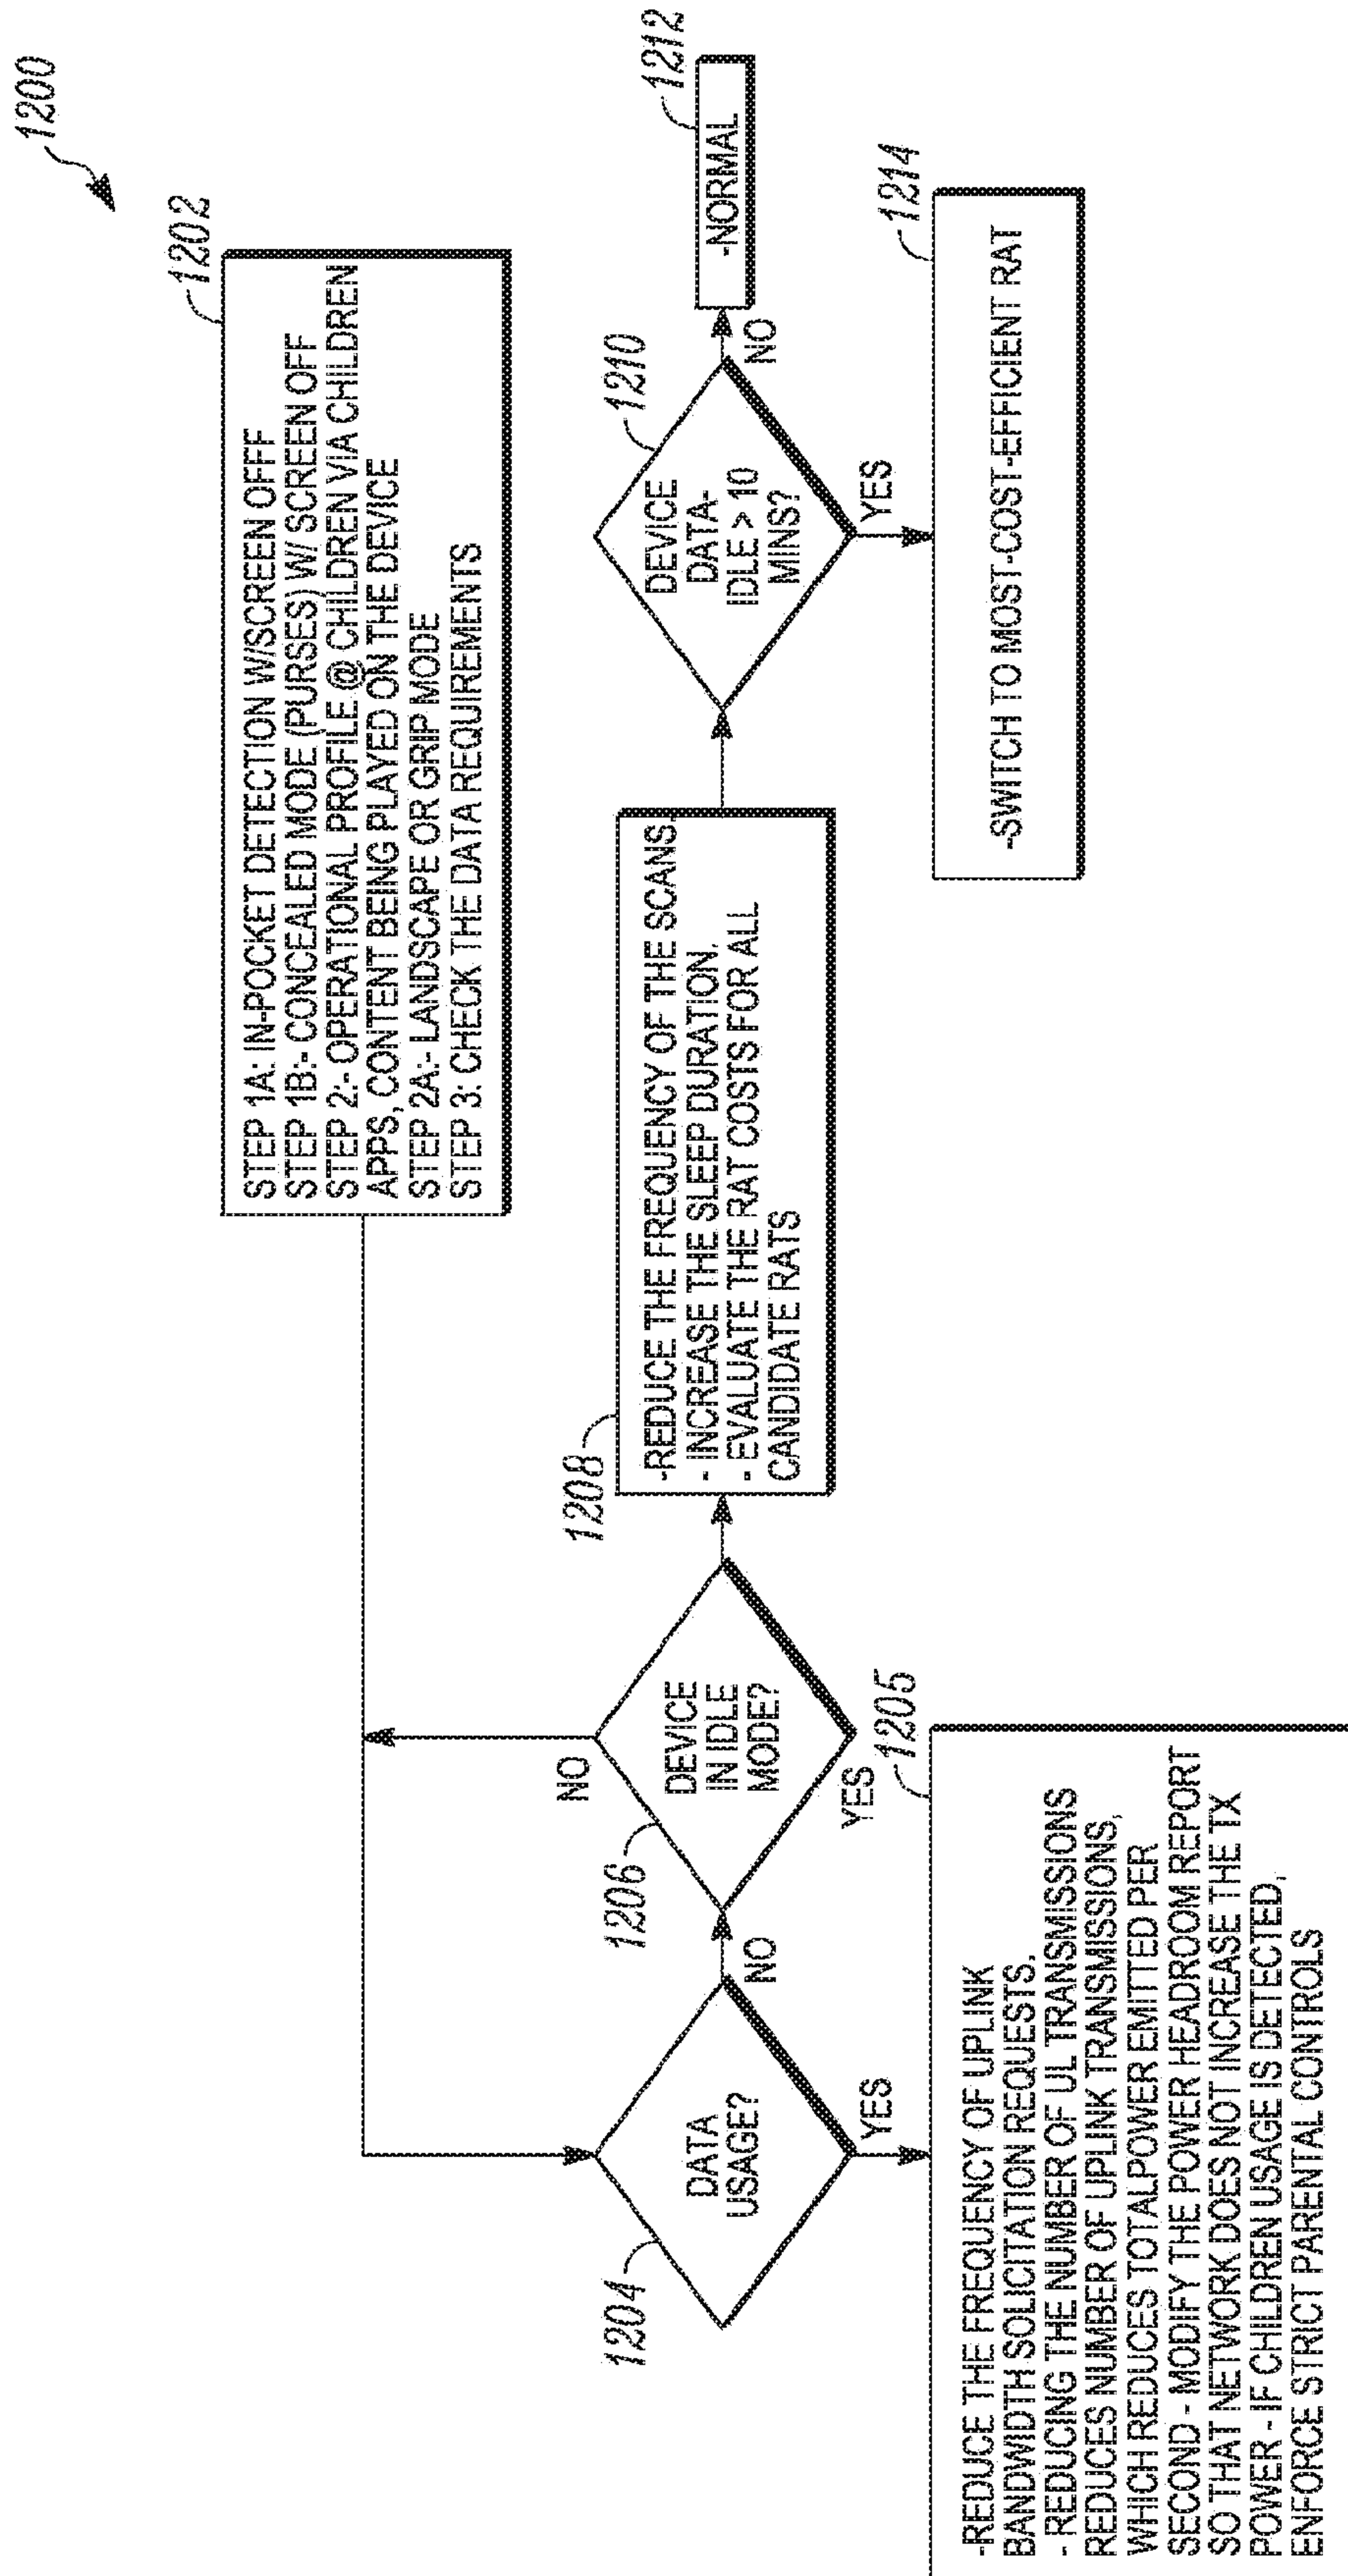 1200
1202
STEP 1A: IN-POCKET DETECTION W/SCREEN OFFF
STEP 1B:- CONCEALED MODE (PURSES) W/ SCREEN OFF
STEP 2:- OPERATIONAL PROFILE @ CHILDREN VIA CHILDREN
APPS, CONTENT BEING PLAYED ON THE DEVICE
STEP 2A:- LANDSCAPE OR GRIP MODE
STEP 3: CHECK THE DATA REQUIREMENTS
1204
DATA
USAGE?
NO
YES
1206
DEVICE
IN IDLE
MODE?
NO
YES
1208
-REDUCE THE FREQUENCY OF THE SCANS,
- INCREASE THE SLEEP DURATION.
- EVALUATE THE RAT COSTS FOR ALL
CANDIDATE RATS
1210
DEVICE
DATA-
IDLE > 10
MINS?
NO
YES
1212
-NORMAL
1205
-REDUCE THE FREQUENCY OF UPLINK
BANDWIDTH SOLICITATION REQUESTS.
- REDUCING THE NUMBER OF UL TRANSMISSIONS
REDUCES NUMBER OF UPLINK TRANSMISSIONS,
WHICH REDUCES TOTALPOWER EMITTED PER
SECOND - MODIFY THE POWER HEADROOM REPORT
SO THAT NETWORK DOES NOT INCREASE THE TX
POWER - IF CHILDREN USAGE IS DETECTED,
ENFORCE STRICT PARENTAL CONTROLS
1214
-SWITCH TO MOST-COST-EFFICIENT RAT